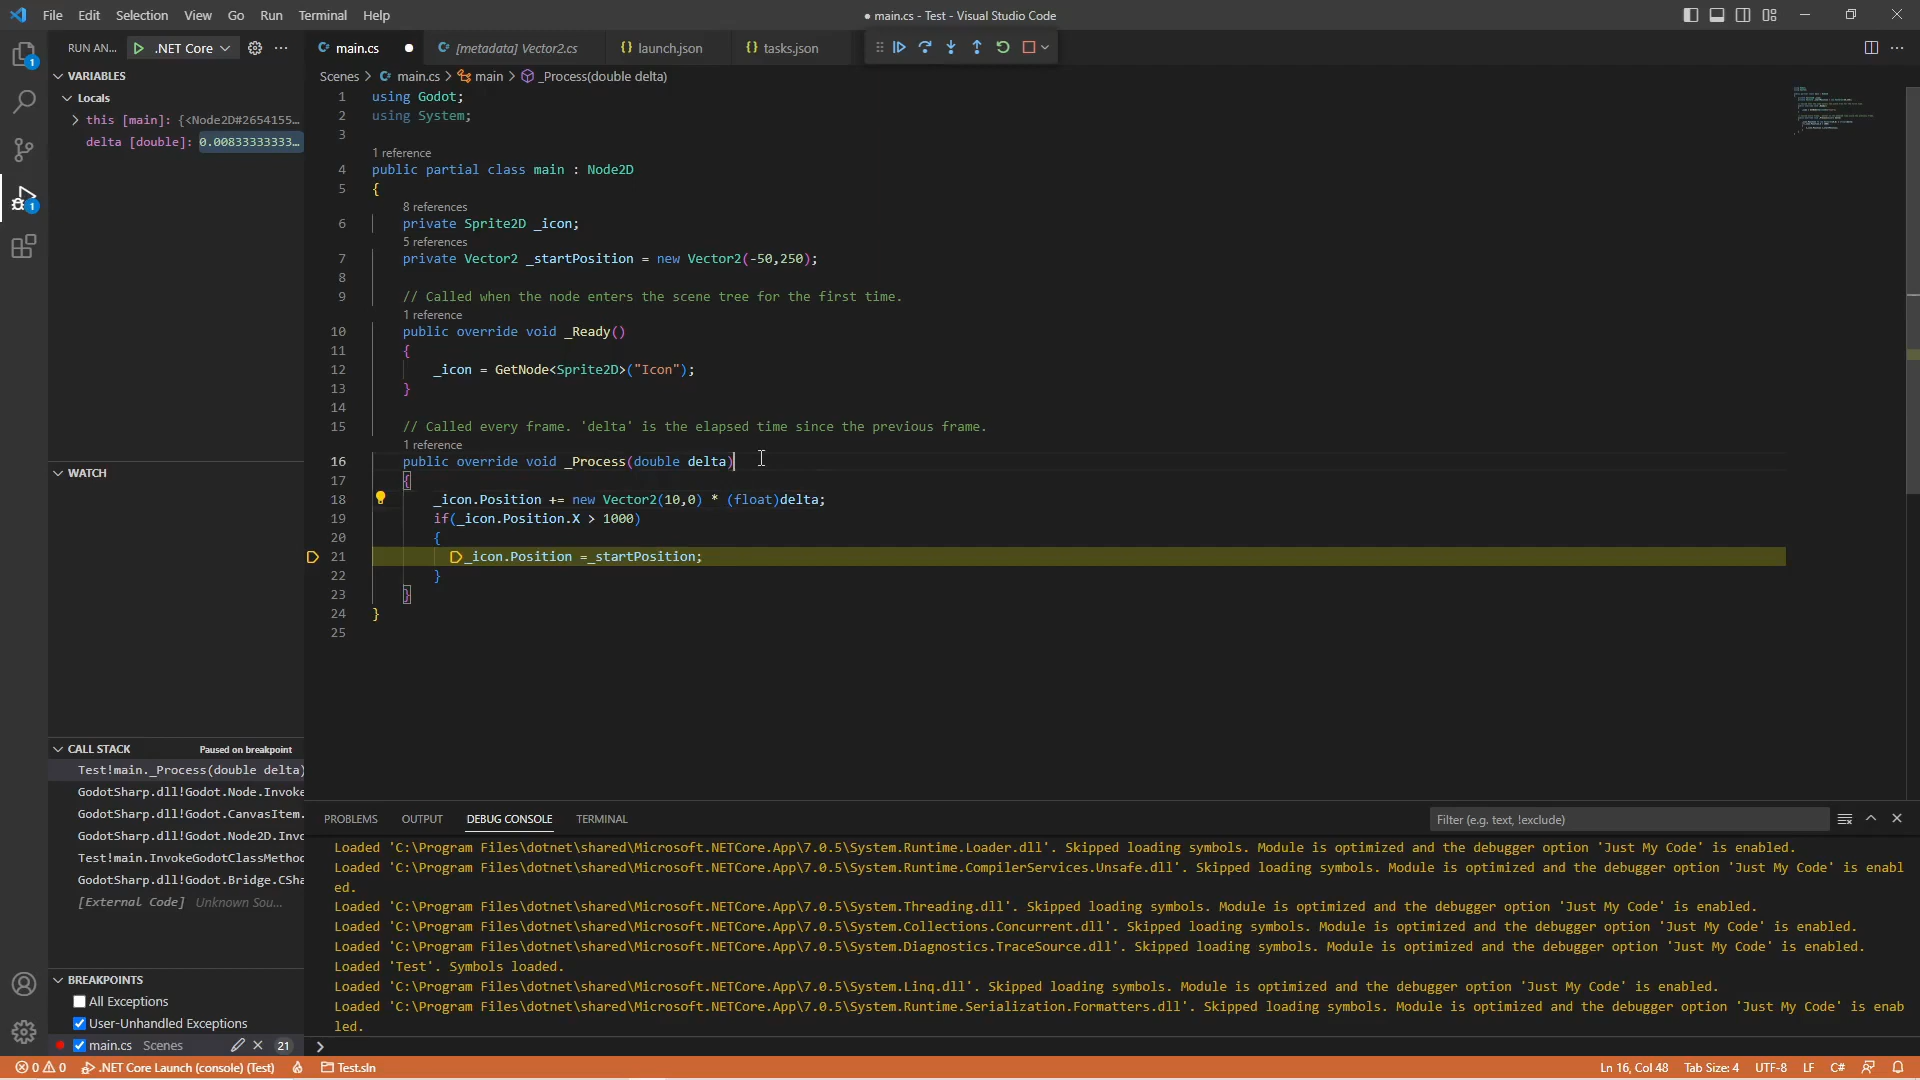 File Edit Selection View Go Run Terminal Help
● main.cs - Test - Visual Studio Code
RUN AN... .NET Core ···
C# main.cs ●
C# [metadata] Vector2.cs
{} launch.json
{} tasks.json
Scenes > C# main.cs > main > _Process(double delta)
VARIABLES
Locals
this [main]: {<Node2D#2654155...
delta [double]: 0.00833333333...
WATCH
CALL STACK Paused on breakpoint
Test!main._Process(double delta)
GodotSharp.dll!Godot.Node.Invoke
GodotSharp.dll!Godot.CanvasItem.
GodotSharp.dll!Godot.Node2D.Invo
Test!main.InvokeGodotClassMethod
GodotSharp.dll!Godot.Bridge.CSha
[External Code] Unknown Sou...
BREAKPOINTS
All Exceptions
User-Unhandled Exceptions
main.cs Scenes 21
1 using Godot;
2 using System;
3
1 reference
4 public partial class main : Node2D
5 {
8 references
6 private Sprite2D _icon;
5 references
7 private Vector2 _startPosition = new Vector2(-50,250);
8
9 // Called when the node enters the scene tree for the first time.
1 reference
10 public override void _Ready()
11 {
12 _icon = GetNode<Sprite2D>("Icon");
13 }
14
15 // Called every frame. 'delta' is the elapsed time since the previous frame.
1 reference
16 public override void _Process(double delta)
17 {
18 _icon.Position += new Vector2(10,0) * (float)delta;
19 if(_icon.Position.X > 1000)
20 {
21 _icon.Position =_startPosition;
22 }
23 }
24 }
25
PROBLEMS OUTPUT DEBUG CONSOLE TERMINAL
Filter (e.g. text, !exclude)
Loaded 'C:\Program Files\dotnet\shared\Microsoft.NETCore.App\7.0.5\System.Runtime.Loader.dll'. Skipped loading symbols. Module is optimized and the debugger option 'Just My Code' is enabled.
Loaded 'C:\Program Files\dotnet\shared\Microsoft.NETCore.App\7.0.5\System.Runtime.CompilerServices.Unsafe.dll'. Skipped loading symbols. Module is optimized and the debugger option 'Just My Code' is enabl
ed.
Loaded 'C:\Program Files\dotnet\shared\Microsoft.NETCore.App\7.0.5\System.Threading.dll'. Skipped loading symbols. Module is optimized and the debugger option 'Just My Code' is enabled.
Loaded 'C:\Program Files\dotnet\shared\Microsoft.NETCore.App\7.0.5\System.Collections.Concurrent.dll'. Skipped loading symbols. Module is optimized and the debugger option 'Just My Code' is enabled.
Loaded 'C:\Program Files\dotnet\shared\Microsoft.NETCore.App\7.0.5\System.Diagnostics.TraceSource.dll'. Skipped loading symbols. Module is optimized and the debugger option 'Just My Code' is enabled.
Loaded 'Test'. Symbols loaded.
Loaded 'C:\Program Files\dotnet\shared\Microsoft.NETCore.App\7.0.5\System.Linq.dll'. Skipped loading symbols. Module is optimized and the debugger option 'Just My Code' is enabled.
Loaded 'C:\Program Files\dotnet\shared\Microsoft.NETCore.App\7.0.5\System.Runtime.Serialization.Formatters.dll'. Skipped loading symbols. Module is optimized and the debugger option 'Just My Code' is enab
led.
>
0 0 .NET Core Launch (console) (Test) Test.sln
Ln 16, Col 48 Tab Size: 4 UTF-8 LF C#